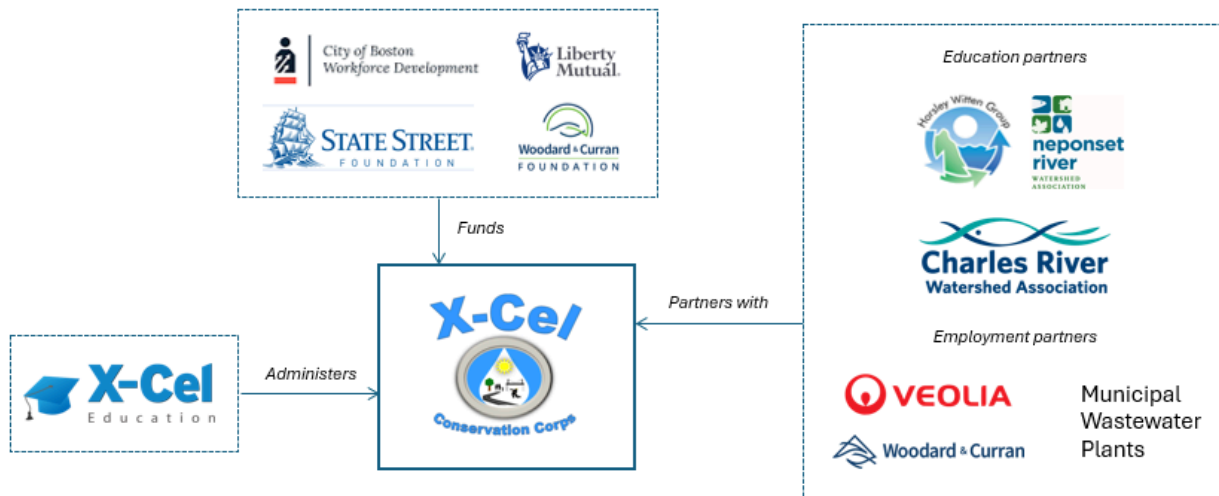 City of Boston
Workforce Development
Liberty
Mutual.
STATE STREET
FOUNDATION
Woodard & Curran
FOUNDATION
Funds
Education partners
Horsley Witten Group
neponset
river
WATERSHED
ASSOCIATION
Charles River
Watershed Association
Partners with
Employment partners
VEOLIA
Woodard & Curran
Municipal
Wastewater
Plants
X-Cel
Education
Administers
X-Cel
Conservation Corps